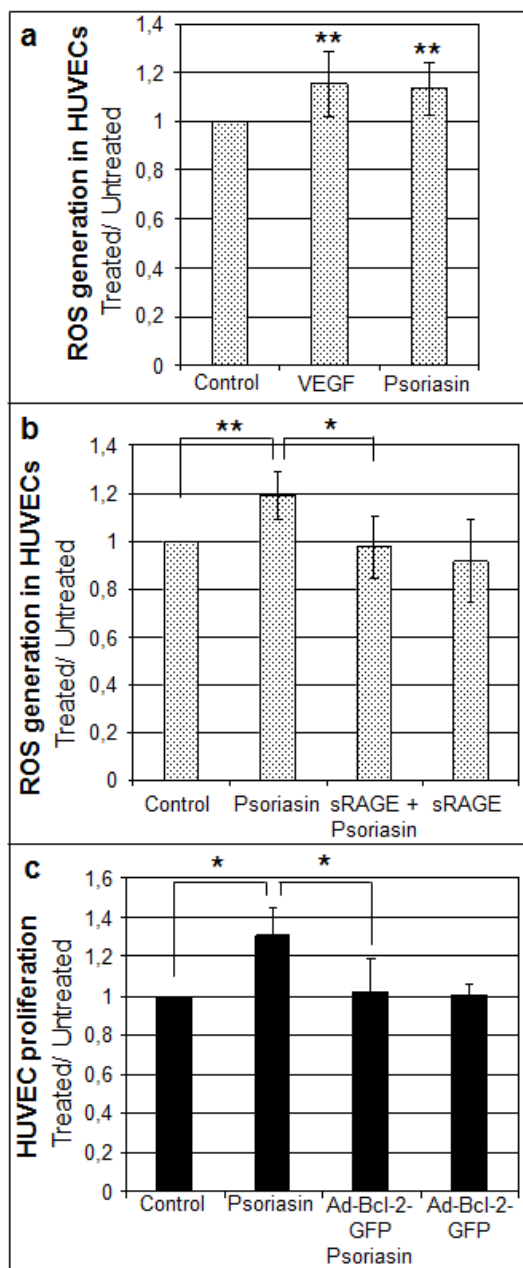 a
ROS generation in HUVECs
Treated/ Untreated
1,4
1,2
1
0,8
0,6
0,4
0,2
0
** **
Control VEGF Psoriasin
b
ROS generation in HUVECs
Treated/ Untreated
1,4
1,2
1
0,8
0,6
0,4
0,2
0
** *
Control Psoriasin sRAGE + sRAGE
Psoriasin
c
HUVEC proliferation
Treated/ Untreated
1,6
1,4
1,2
1
0,8
0,6
0,4
0,2
0
* *
Control Psoriasin Ad-Bcl-2- Ad-Bcl-2-
GFP GFP
Psoriasin